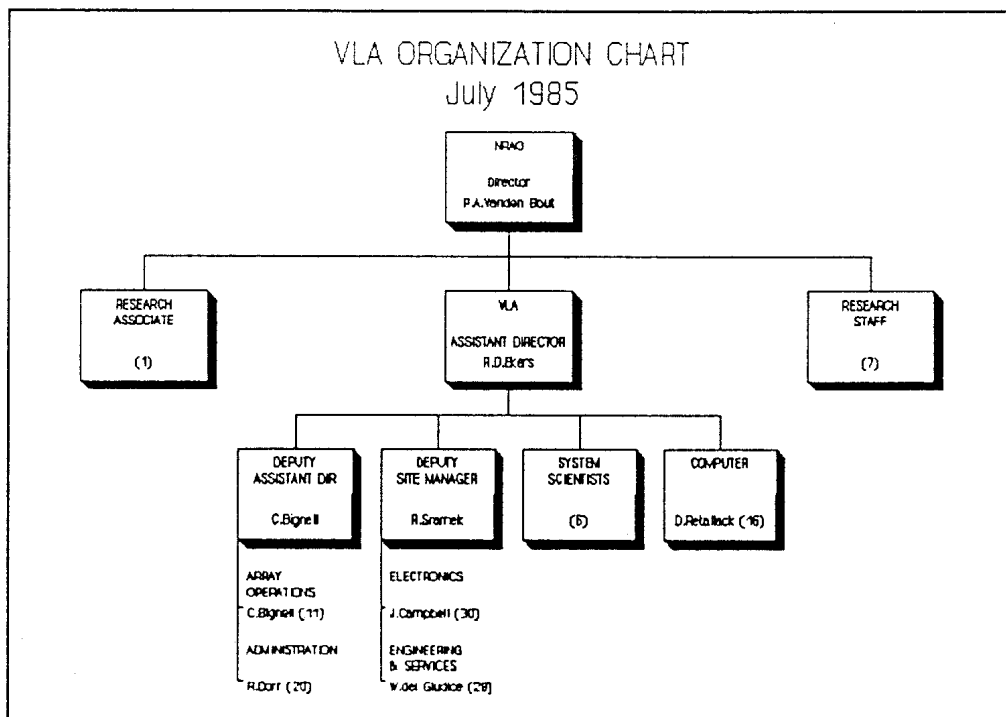 VLA ORGANIZATION CHART
July 1985
NRAO
Director
P.A.Vanden Bout
RESEARCH
ASSOCIATE
(1)
VLA
ASSISTANT DIRECTOR
R.D.Ekers
RESEARCH
STAFF
(7)
DEPUTY
ASSISTANT DIR
C.Bignell
DEPUTY
SITE MANAGER
R.Sramek
SYSTEM
SCIENTISTS
COMPUTER
D.Retallack (16)
ARRAY
OPERATIONS
C.Bignell (11)
ADMINISTRATION
R.Dorr (20)
ELECTRONICS
J.Campbell (30)
ENGINEERING
& SERVICES
W.del Giudice